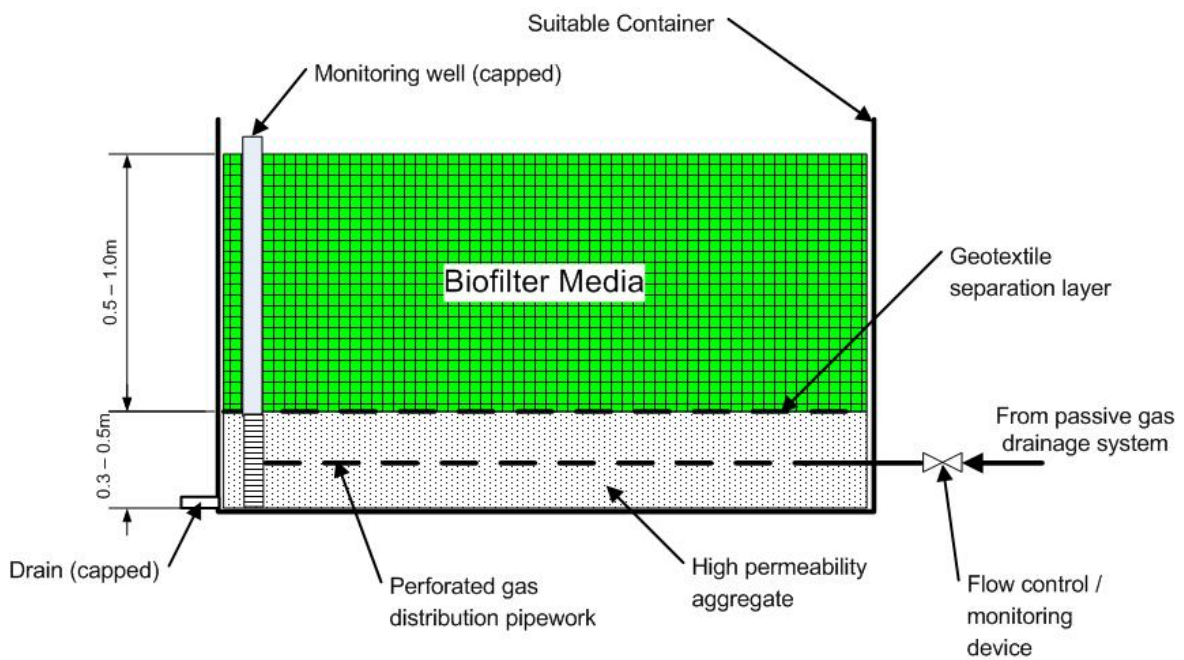 Suitable Container
Monitoring well (capped)
0.5 – 1.0m
Biofilter Media
Geotextile
separation layer
0.3 – 0.5m
From passive gas
drainage system
Drain (capped)
Perforated gas
distribution pipework
High permeability
aggregate
Flow control /
monitoring
device